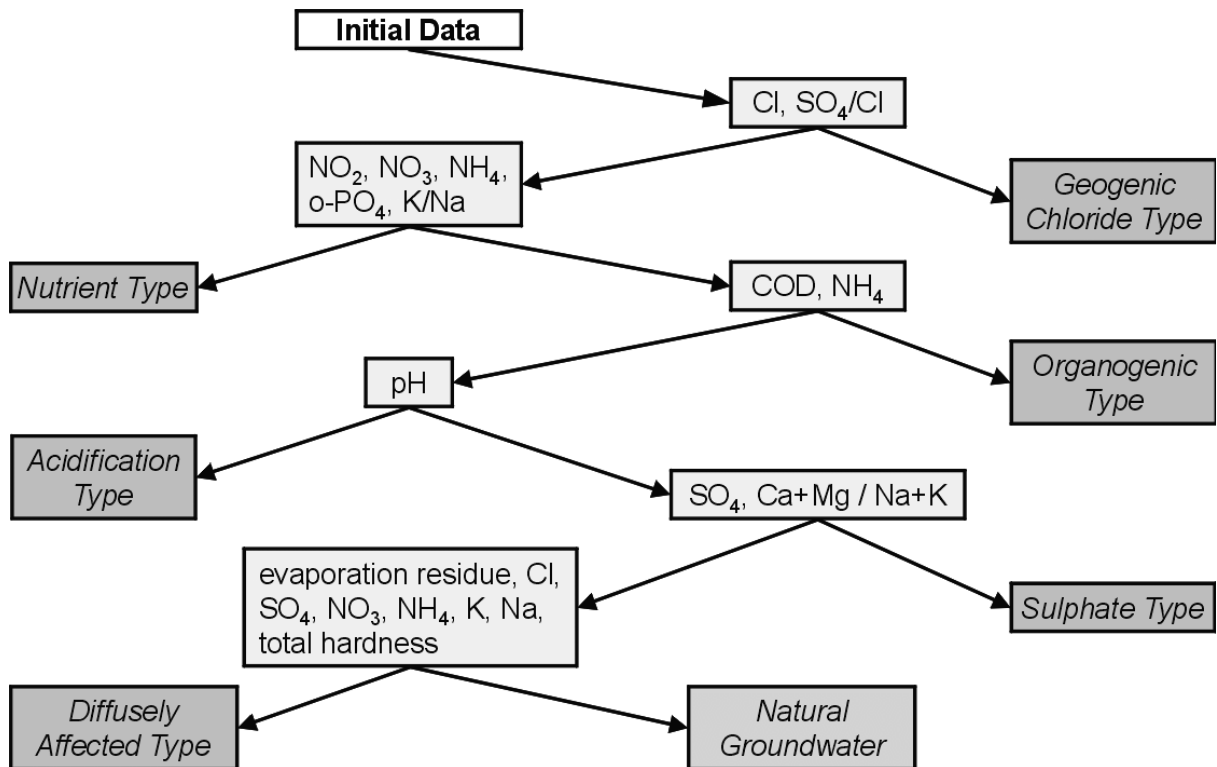 Initial Data
Cl, SO₄/Cl
NO₂, NO₃, NH₄,
o-PO₄, K/Na
Geogenic
Chloride Type
Nutrient Type
COD, NH₄
pH
Organogenic
Type
Acidification
Type
SO₄, Ca+Mg / Na+K
evaporation residue, Cl,
SO₄, NO₃, NH₄, K, Na,
total hardness
Sulphate Type
Diffusely
Affected Type
Natural
Groundwater